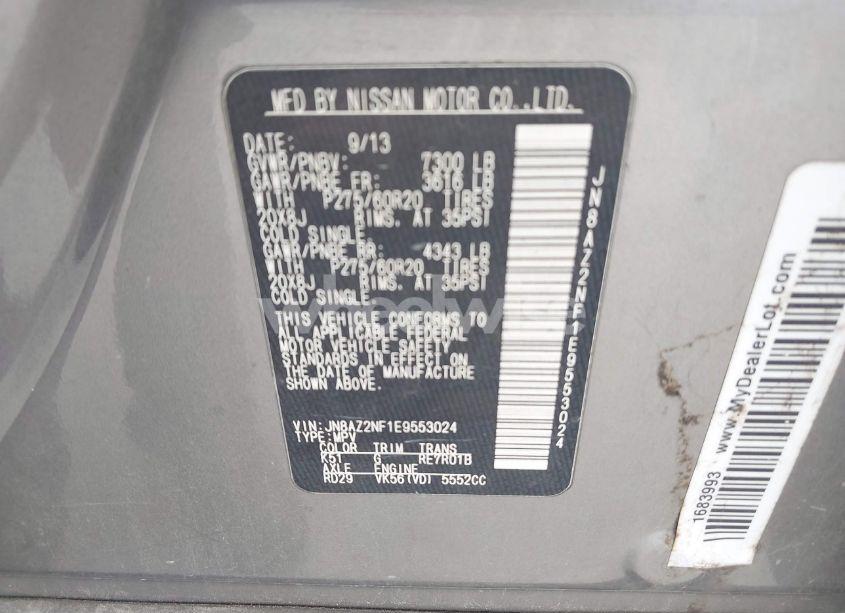 MFD BY NISSAN MOTOR CO.,LTD.
DATE: 9/13
GVWR/PNBV: 7300 LB
GAWR/PNBE FR: 3616 LB
WITH P275/60R20 TIRES
20X8J RIMS. AT 35PSI
COLD SINGLE
GAWR/PNBE RR: 4343 LB
WITH P275/60R20 TIRES
20X8J RIMS. AT 35PSI
COLD SINGLE
THIS VEHICLE CONFORMS TO
ALL APPLICABLE FEDERAL
MOTOR VEHICLE SAFETY
STANDARDS IN EFFECT ON
THE DATE OF MANUFACTURE
SHOWN ABOVE.
VIN:JN8AZ2NF1E9553024
TYPE:MPV
COLOR TRIM TRANS
K51 G RE7R01B
AXLE ENGINE
RD29 VK56(VD) 5552CC
JN8AZ2NF1E9553024
1683993
www.MyDealerLot.com
wheelwise